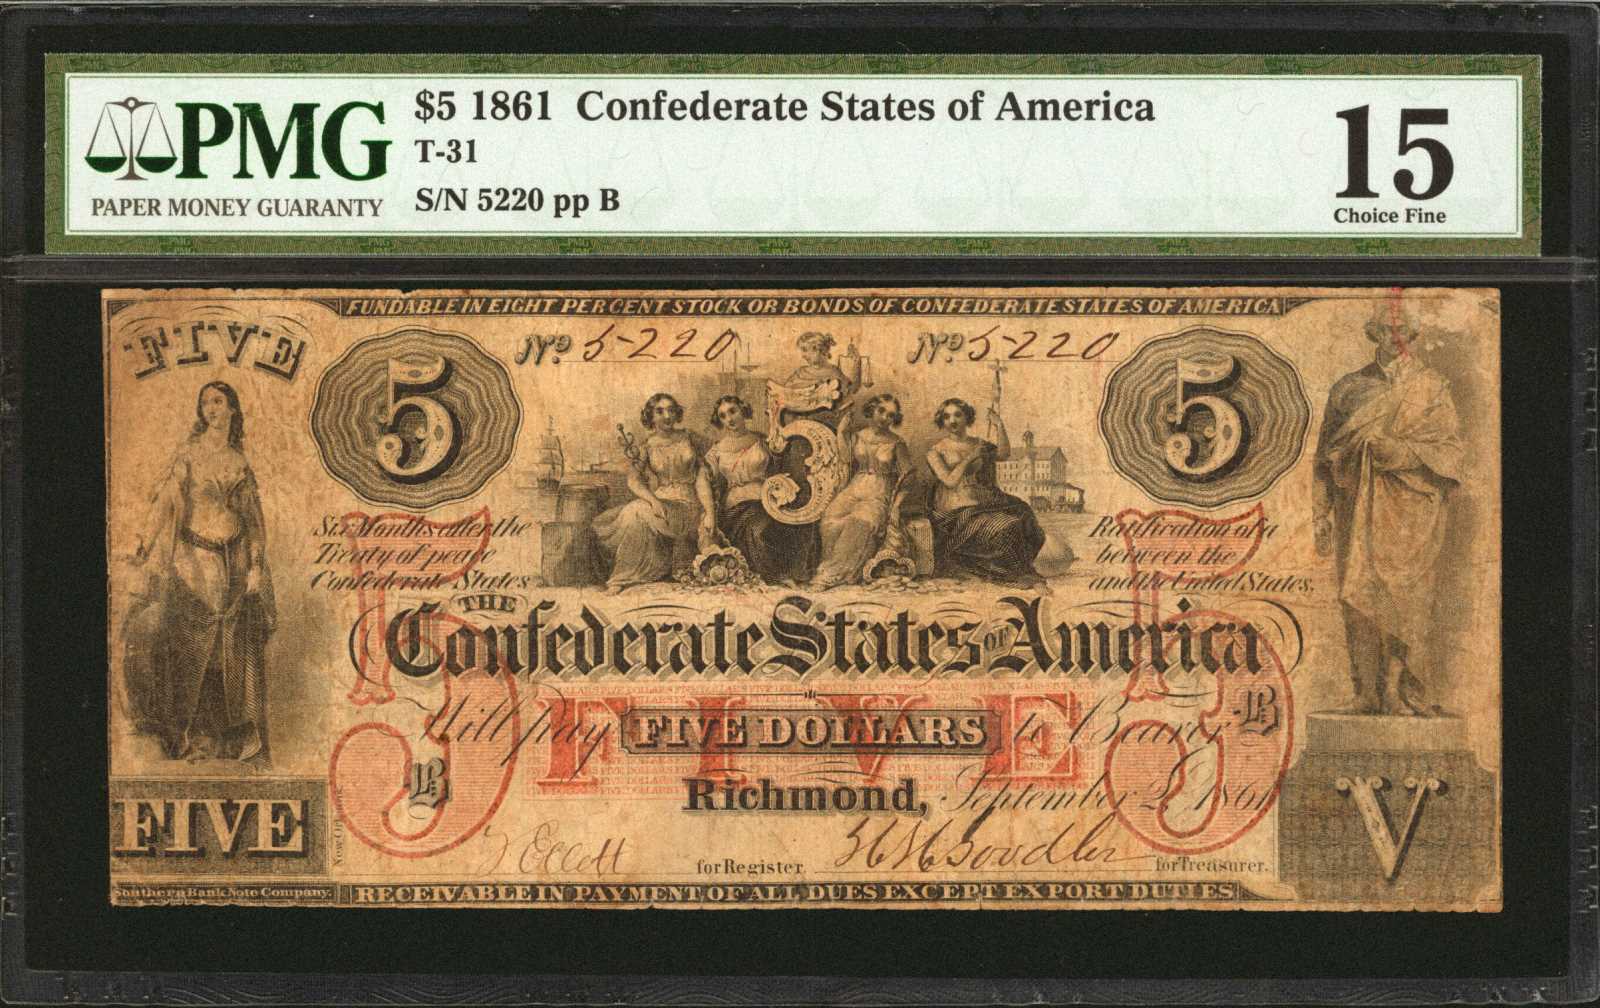 PMG
PAPER MONEY GUARANTY
$5 1861 Confederate States of America
T-31
S/N 5220 pp B
15
Choice Fine
FUNDABLE IN EIGHT PER CENT STOCK OR BONDS OF CONFEDERATE STATES OF AMERICA
FIVE
Nº 5220
Nº 5220
5
5
5
Six Months after the
Ratification of a
Treaty of peace
between the
Confederate States
and the United States.
5
5
THE
Confederate States OF America
Will pay FIVE DOLLARS to Bearer
B
B
FIVE
Richmond, September 2, 1861
FIVE
V
for Register
for Treasurer.
Southern Bank Note Company.
RECEIVABLE IN PAYMENT OF ALL DUES EXCEPT EXPORT DUTIES